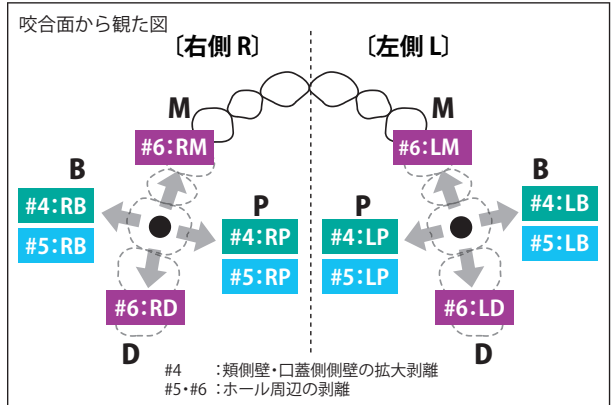 咬合面から観た図
〔右側 R〕 〔左側 L〕
M M
#6：RM #6：LM
B B
#4：RB #4：LB
#5：RB #5：LB
P P
#4：RP #4：LP
#5：RP #5：LP
#6：RD #6：LD
D D
#4 ：頬側壁・口蓋側側壁の拡大剥離
#5・#6 ：ホール周辺の剥離